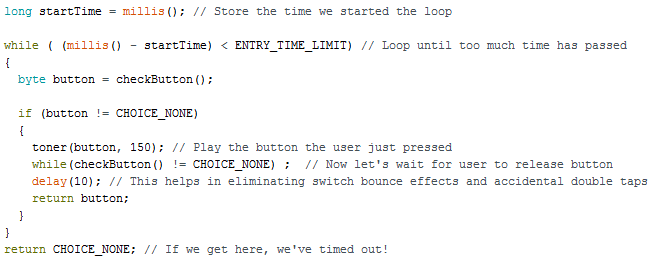 long startTime = millis(); // Store the time we started the loop
while ( (millis() - startTime) < ENTRY_TIME_LIMIT) // Loop until too much time has passed
{
byte button = checkButton();
if (button != CHOICE_NONE)
{
toner(button, 150); // Play the button the user just pressed
while(checkButton() != CHOICE_NONE) ; // Now let's wait for user to release button
delay(10); // This helps in eliminating switch bounce effects and accidental double taps
return button;
}
}
return CHOICE_NONE; // If we get here, we've timed out!